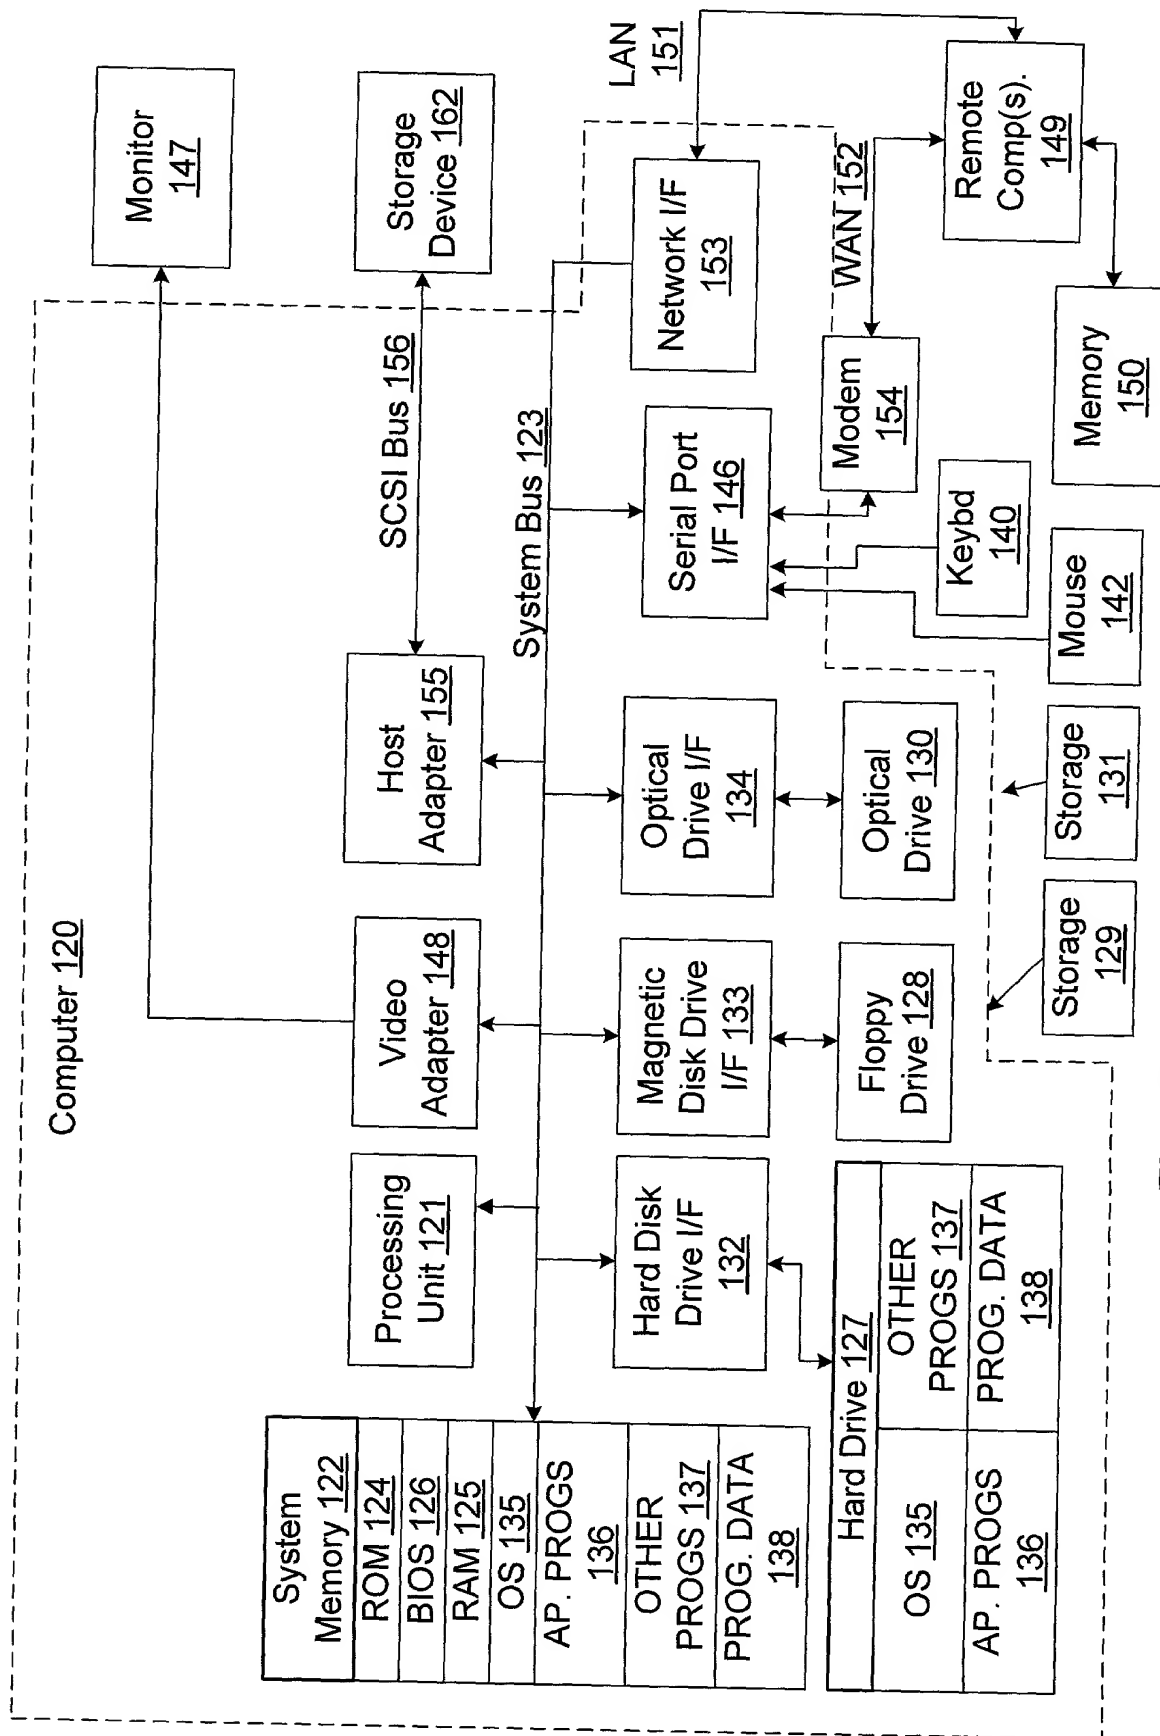 Computer 120
Monitor
147
System
Memory 122
ROM 124
BIOS 126
RAM 125
OS 135
AP. PROGS
136
OTHER
PROGS 137
PROG. DATA
138
Processing
Unit 121
Video
Adapter 148
Host
Adapter 155
SCSI Bus 156
Storage
Device 162
System Bus 123
Hard Disk
Drive I/F
132
Magnetic
Disk Drive
I/F 133
Optical
Drive I/F
134
Serial Port
I/F 146
Network I/F
153
LAN
151
Hard Drive 127
OS 135
OTHER
PROGS 137
AP. PROGS
136
PROG. DATA
138
Floppy
Drive 128
Optical
Drive 130
Modem
154
WAN 152
Remote
Comp(s).
149
Keybd
140
Mouse
142
Memory
150
Storage
129
Storage
131